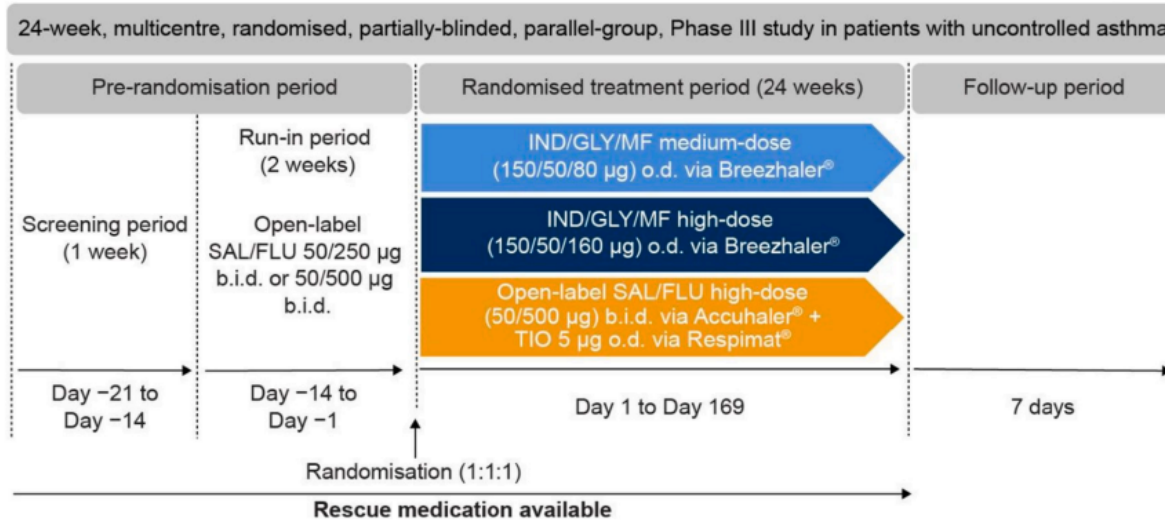 24-week, multicentre, randomised, partially-blinded, parallel-group, Phase III study in patients with uncontrolled asthma
Pre-randomisation period
Randomised treatment period (24 weeks)
Follow-up period
Screening period
(1 week)
Run-in period
(2 weeks)
Open-label
SAL/FLU 50/250 µg
b.i.d. or 50/500 µg
b.i.d.
IND/GLY/MF medium-dose
(150/50/80 µg) o.d. via Breezhaler®
IND/GLY/MF high-dose
(150/50/160 µg) o.d. via Breezhaler®
Open-label SAL/FLU high-dose
(50/500 µg) b.i.d. via Accuhaler® +
TIO 5 µg o.d. via Respimat®
Day −21 to
Day −14
Day −14 to
Day −1
Day 1 to Day 169
7 days
Randomisation (1:1:1)
Rescue medication available